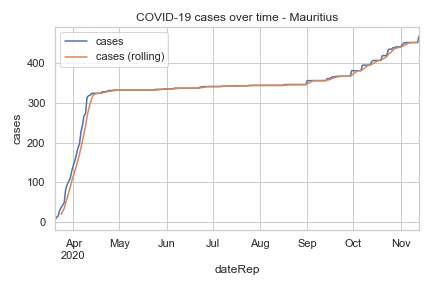 COVID-19 cases over time - Mauritius
cases
cases (rolling)
400
300
200
100
0
cases
Apr May Jun Jul Aug Sep Oct Nov
2020
dateRep